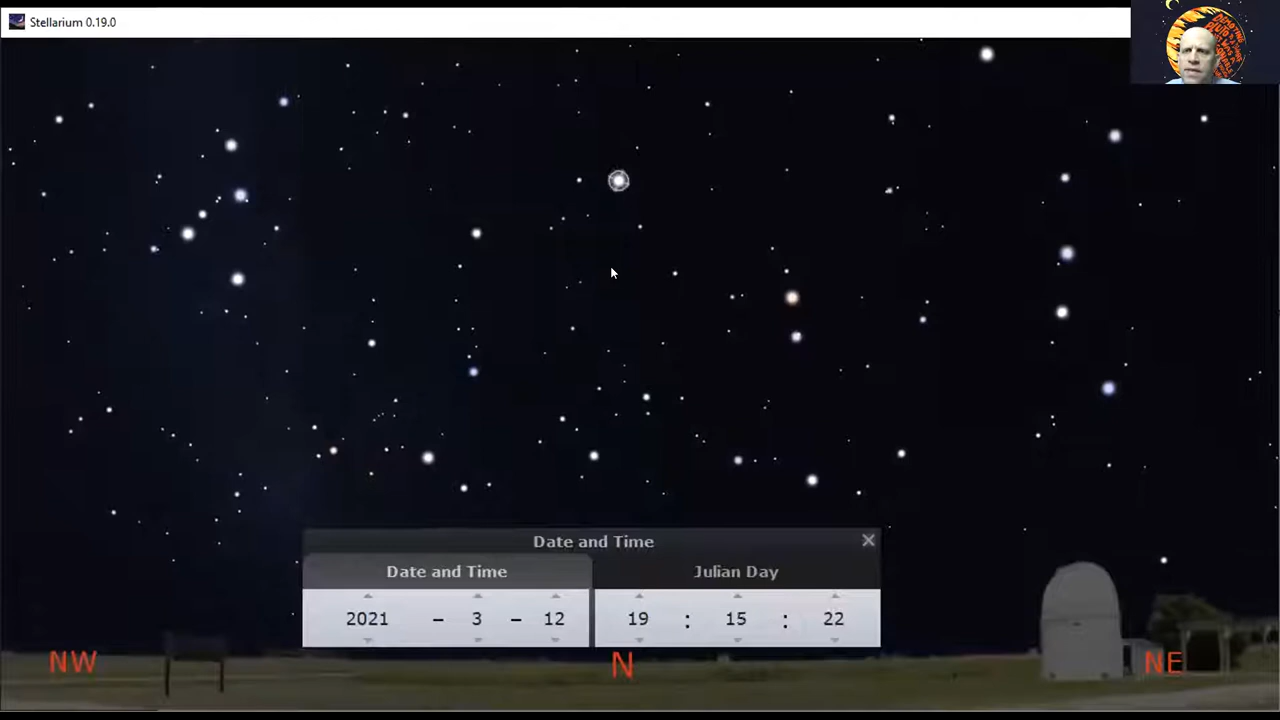 Stellarium 0.19.0
Date and Time
Date and Time
Julian Day
2021 - 3 - 12 19 : 15 : 22
NW
N
NE